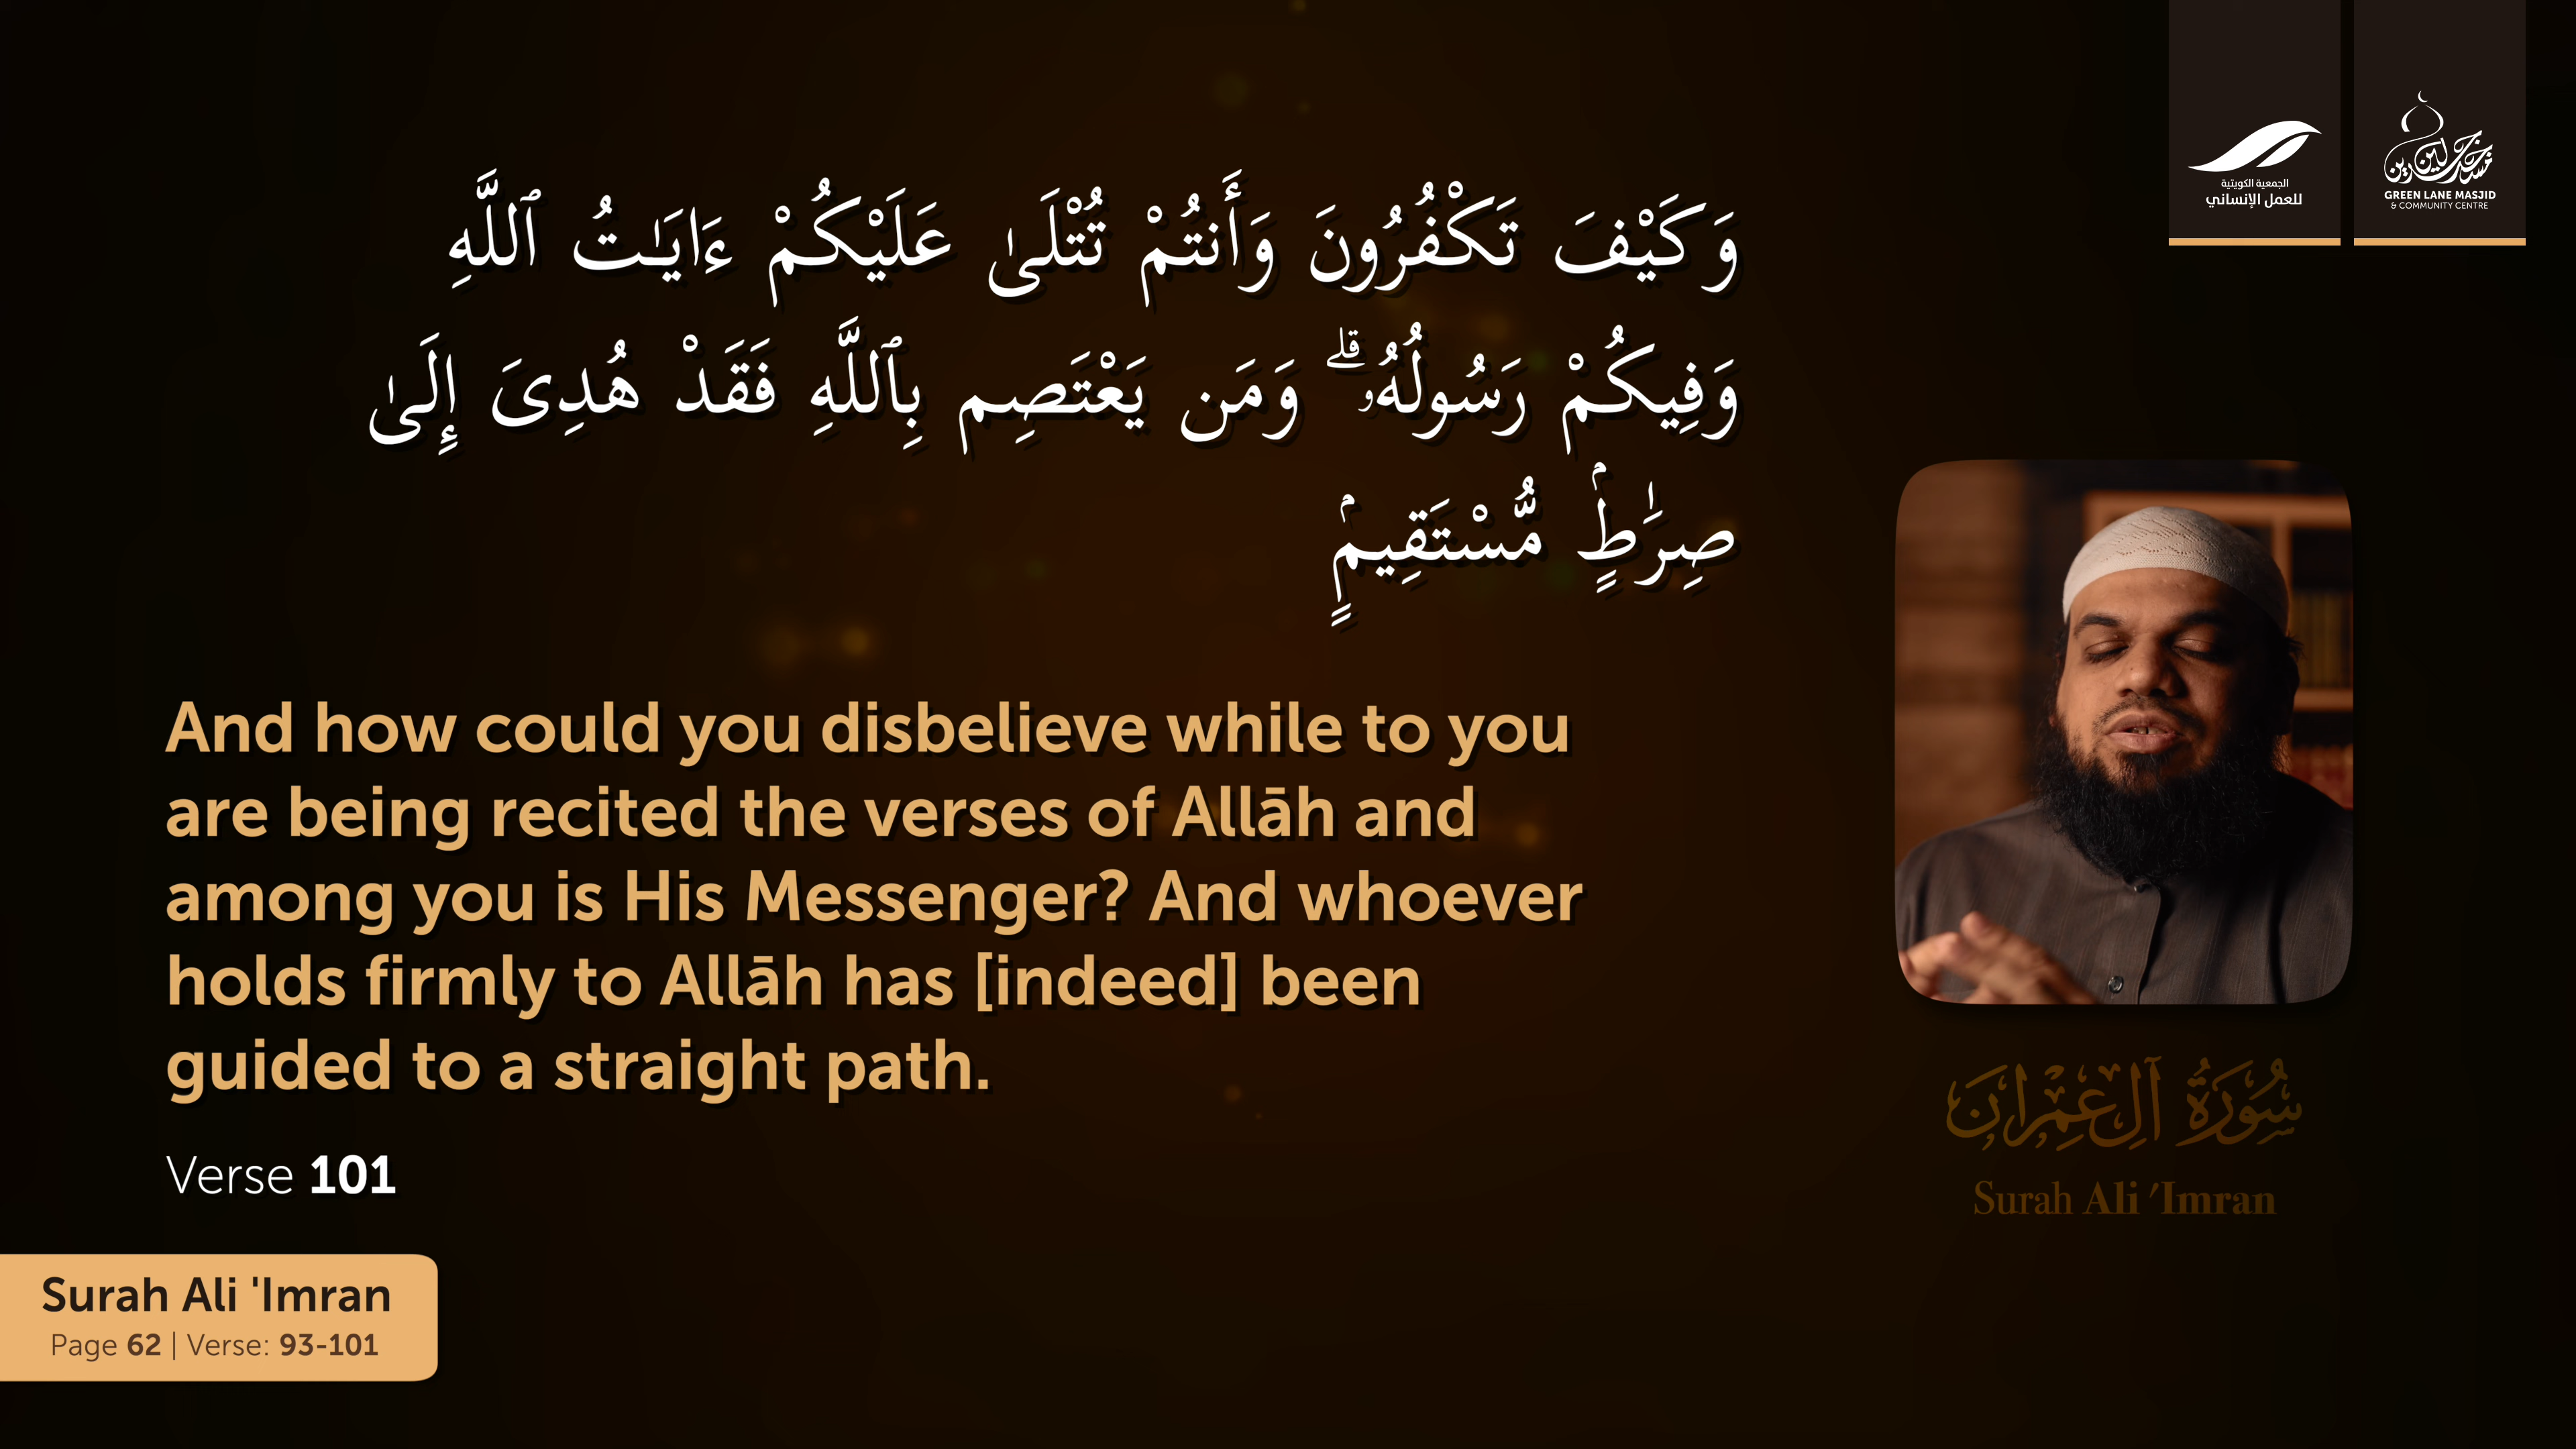 وَكَيْفَ تَكْفُرُونَ وَأَنتُمْ تُتْلَىٰ عَلَيْكُمْ ءَايَـٰتُ ٱللَّهِ
وَفِيكُمْ رَسُولُهُۥ ۗ وَمَن يَعْتَصِم بِٱللَّهِ فَقَدْ هُدِىَ إِلَىٰ
صِرَٰطٍۢ مُّسْتَقِيمٍۢ
And how could you disbelieve while to you
are being recited the verses of Allāh and
among you is His Messenger? And whoever
holds firmly to Allāh has [indeed] been
guided to a straight path.
Verse 101
Surah Ali 'Imran
Page 62 | Verse: 93-101
الجمعية الكويتية
للعمل الإنساني
مسجد جرين لين
GREEN LANE MASJID
& COMMUNITY CENTRE
سُورَةُ آلِ عِمْرَانَ
Surah Ali 'Imran